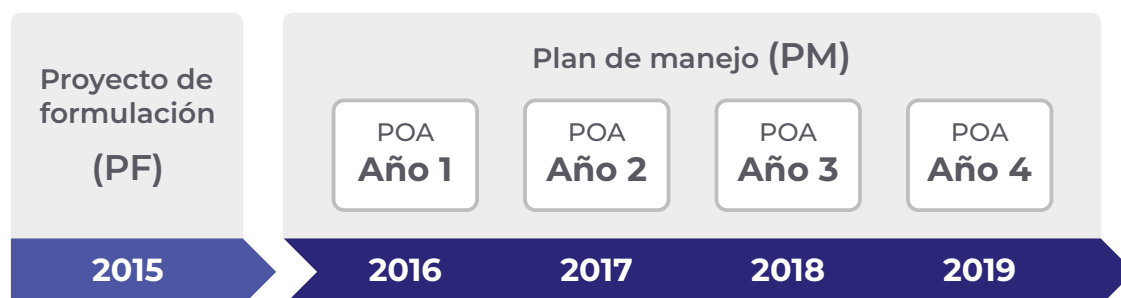 Proyecto de
formulación
(PF)
2015
Plan de manejo (PM)
POA
Año 1
POA
Año 2
POA
Año 3
POA
Año 4
2016
2017
2018
2019